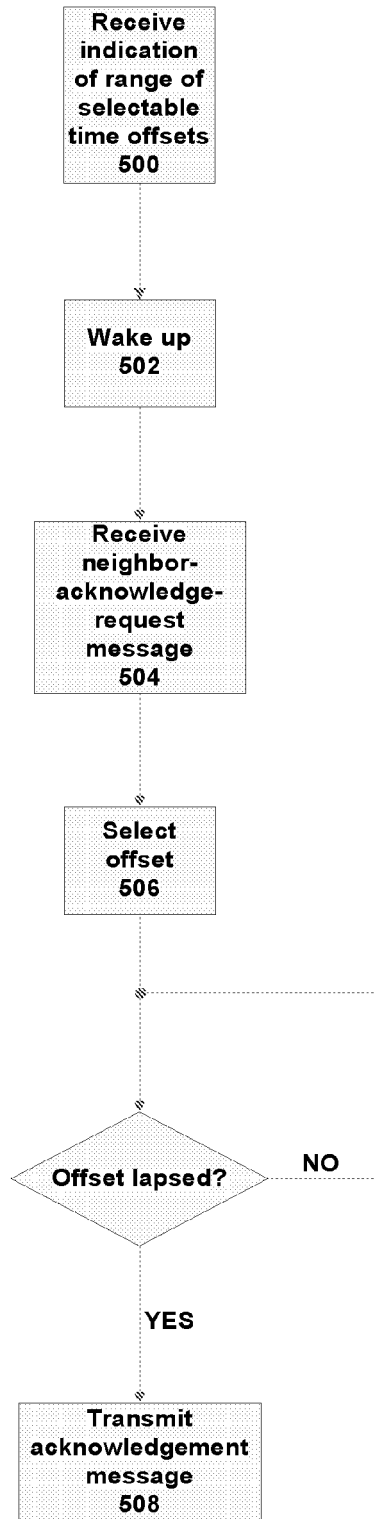 Receive
indication
of range of
selectable
time offsets
500
Wake up
502
Receive
neighbor-
acknowledge-
request
message
504
Select
offset
506
Offset lapsed?
NO
YES
Transmit
acknowledgement
message
508